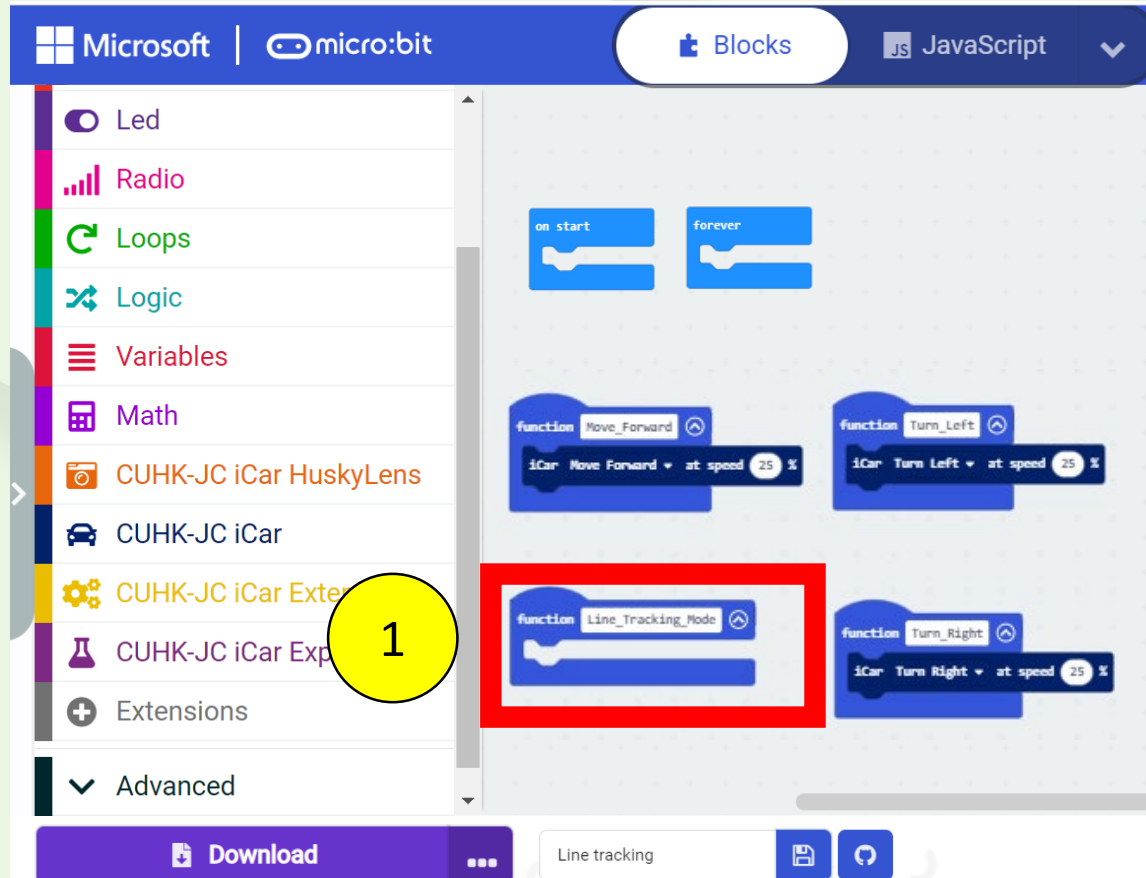 Microsoft | micro:bit
Blocks
JavaScript
Led
Radio
Loops
Logic
Variables
Math
CUHK-JC iCar HuskyLens
CUHK-JC iCar
CUHK-JC iCar Exte
CUHK-JC iCar Exp
Extensions
Advanced
1
on start
forever
function Move_Forward
iCar Move Forward at speed 25 %
function Turn_Left
iCar Turn Left at speed 25 %
function Line_Tracking_Mode
function Turn_Right
iCar Turn Right at speed 25 %
Download
Line tracking